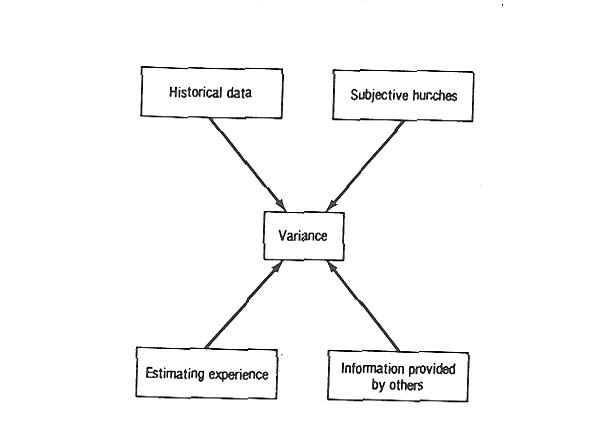 Historical data
Subjective hunches
Variance
Estimating experience
Information provided
by others